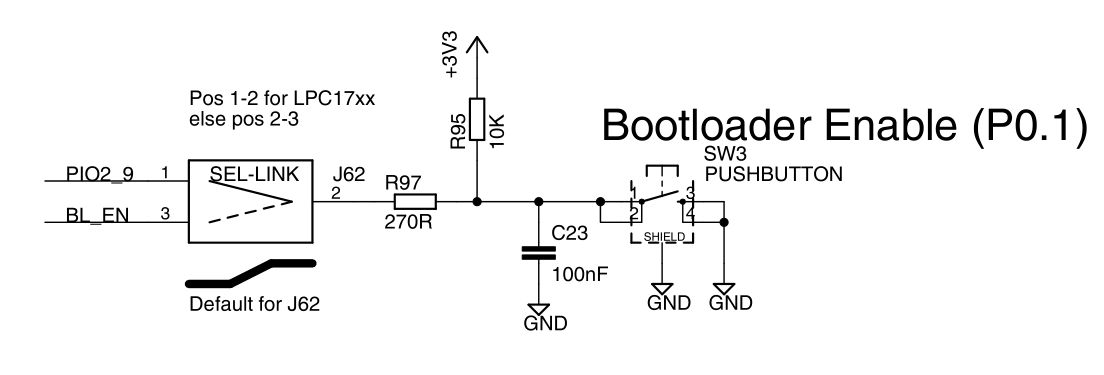 +3V3
Pos 1-2 for LPC17xx
else pos 2-3
R95
10K
Bootloader Enable (P0.1)
SW3
PUSHBUTTON
PIO2_9
1
SEL-LINK
J62
2
R97
270R
BL_EN
3
1
2
3
4
SHIELD
C23
100nF
Default for J62
GND
GND
GND